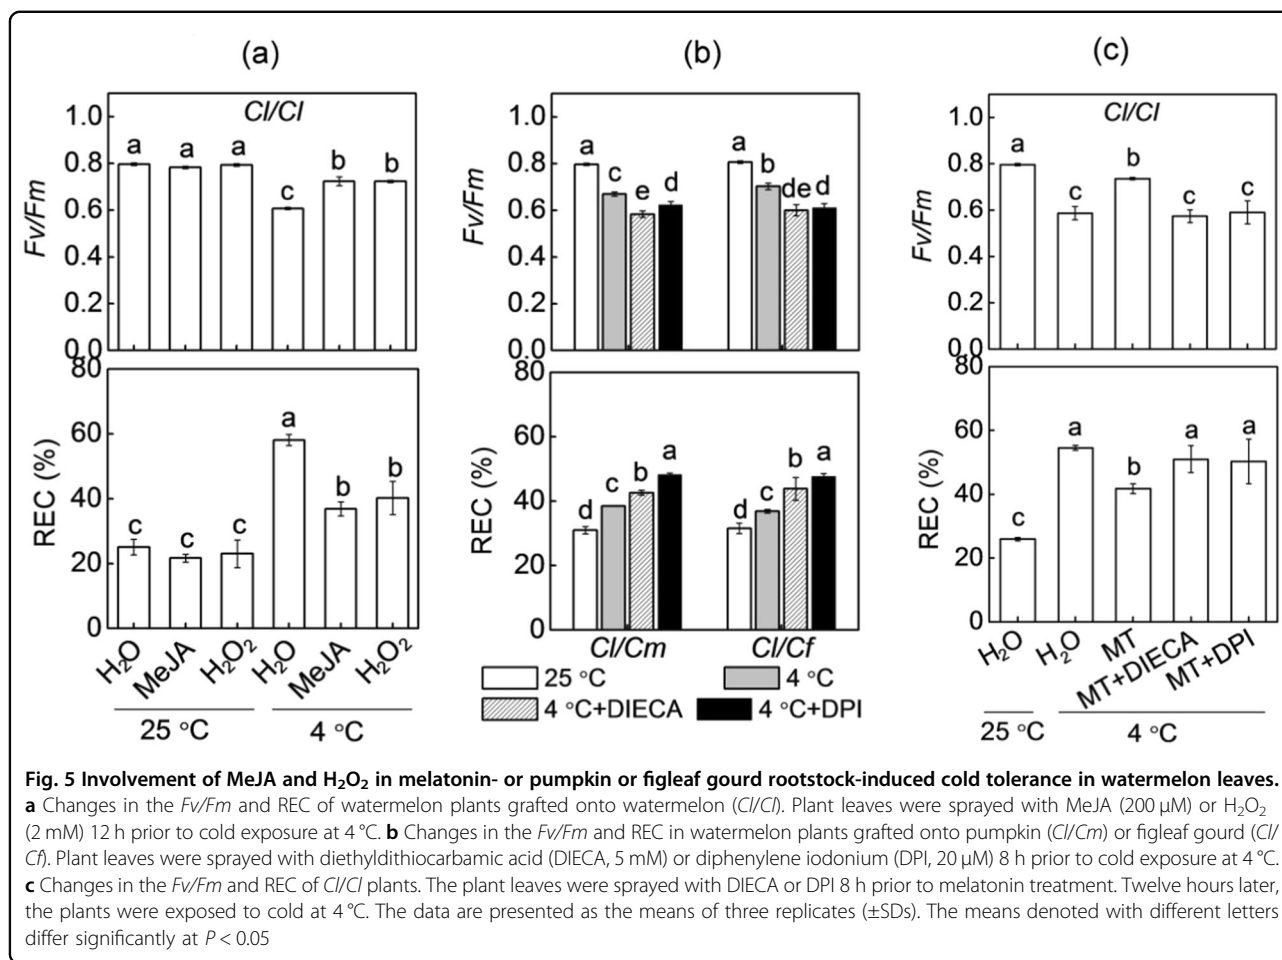 (a)
Cl/Cl
1.0
0.8
0.6
0.4
0.2
0.0
Fv/Fm
a a a c b b
80
60
40
20
0
REC (%)
c c c a b b
H₂O MeJA H₂O₂ H₂O MeJA H₂O₂
25 °C 4 °C
(b)
1.0
0.8
0.6
0.4
0.2
0.0
Fv/Fm
a c e d a b de d
80
60
40
20
0
REC (%)
d c b a d c b a
Cl/Cm Cl/Cf
25 °C 4 °C
4 °C+DIECA 4 °C+DPI
(c)
Cl/Cl
1.0
0.8
0.6
0.4
0.2
0.0
Fv/Fm
a c b c c
80
60
40
20
0
REC (%)
c a b a a
H₂O H₂O MT MT+DIECA MT+DPI
25 °C 4 °C
Fig. 5 Involvement of MeJA and H₂O₂ in melatonin- or pumpkin or figleaf gourd rootstock-induced cold tolerance in watermelon leaves.
a Changes in the Fv/Fm and REC of watermelon plants grafted onto watermelon (Cl/Cl). Plant leaves were sprayed with MeJA (200 μM) or H₂O₂
(2 mM) 12 h prior to cold exposure at 4 °C. b Changes in the Fv/Fm and REC in watermelon plants grafted onto pumpkin (Cl/Cm) or figleaf gourd (Cl/
Cf). Plant leaves were sprayed with diethyldithiocarbamic acid (DIECA, 5 mM) or diphenylene iodonium (DPI, 20 μM) 8 h prior to cold exposure at 4 °C.
c Changes in the Fv/Fm and REC of Cl/Cl plants. The plant leaves were sprayed with DIECA or DPI 8 h prior to melatonin treatment. Twelve hours later,
the plants were exposed to cold at 4 °C. The data are presented as the means of three replicates (±SDs). The means denoted with different letters
differ significantly at P < 0.05